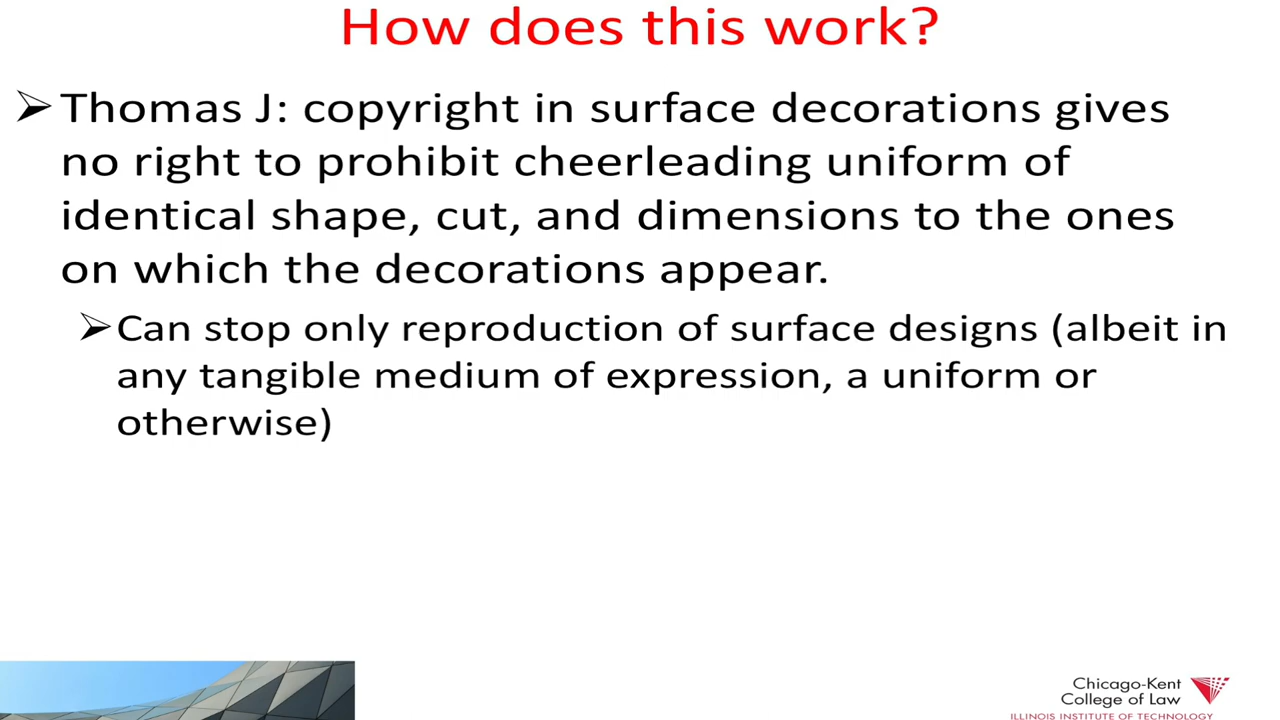 How does this work?
Thomas J: copyright in surface decorations gives
no right to prohibit cheerleading uniform of
identical shape, cut, and dimensions to the ones
on which the decorations appear.
Can stop only reproduction of surface designs (albeit in
any tangible medium of expression, a uniform or
otherwise)
Chicago-Kent
College of Law
ILLINOIS INSTITUTE OF TECHNOLOGY